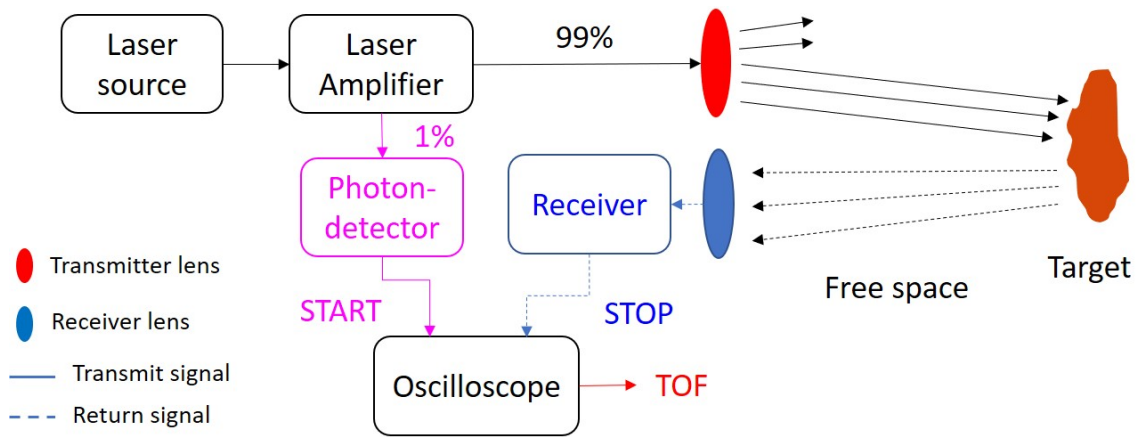 Laser
source
Laser
Amplifier
99%
1%
Photon-
detector
Receiver
Transmitter lens
Receiver lens
Transmit signal
Return signal
START
STOP
Free space
Target
Oscilloscope
TOF